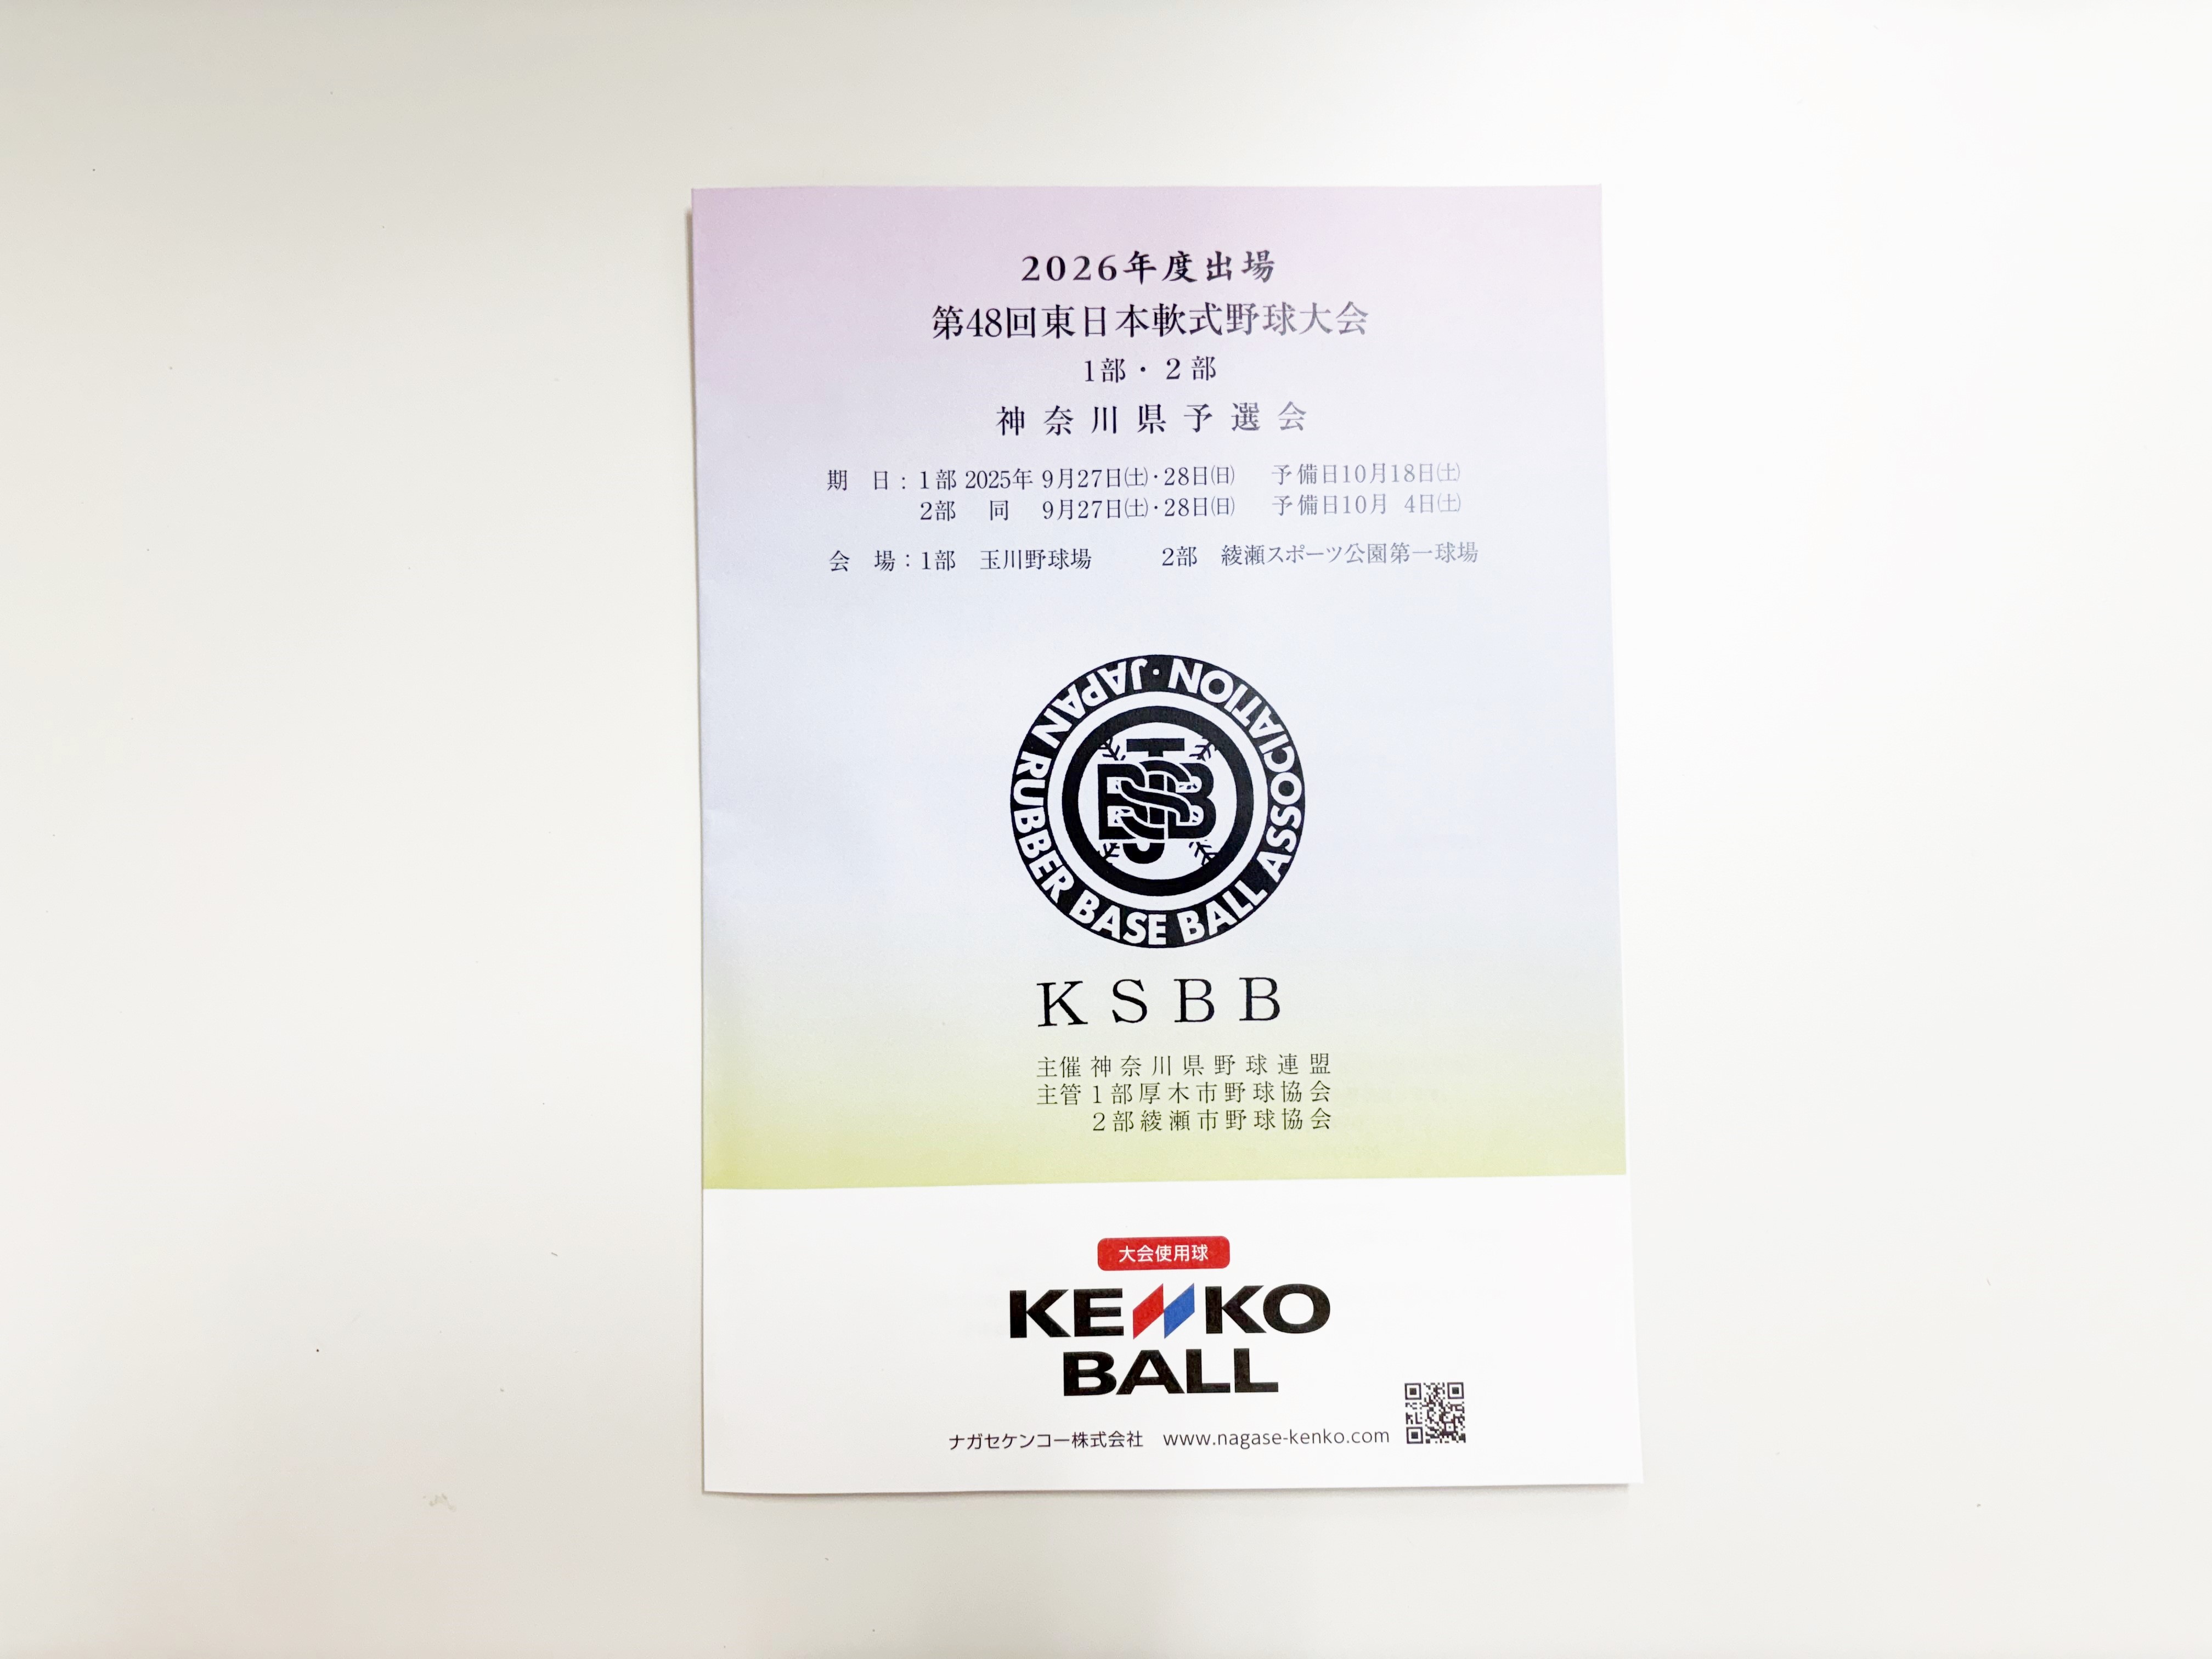 2026年度出場
第48回東日本軟式野球大会
1部・2部
神奈川県予選会
期 日：1部 2025年 9月27日㈯・28日㈰ 予備日10月18日㈯
2部 同 9月27日㈯・28日㈰ 予備日10月 4日㈯
会 場：1部 玉川野球場 2部 綾瀬スポーツ公園第一球場
JAPAN RUBBER BASE BALL ASSOCIATION・
KSBB
主催 神奈川県野球連盟
主管 1部厚木市野球協会
2部綾瀬市野球協会
大会使用球
KENKO
BALL
ナガセケンコー株式会社 www.nagase-kenko.com